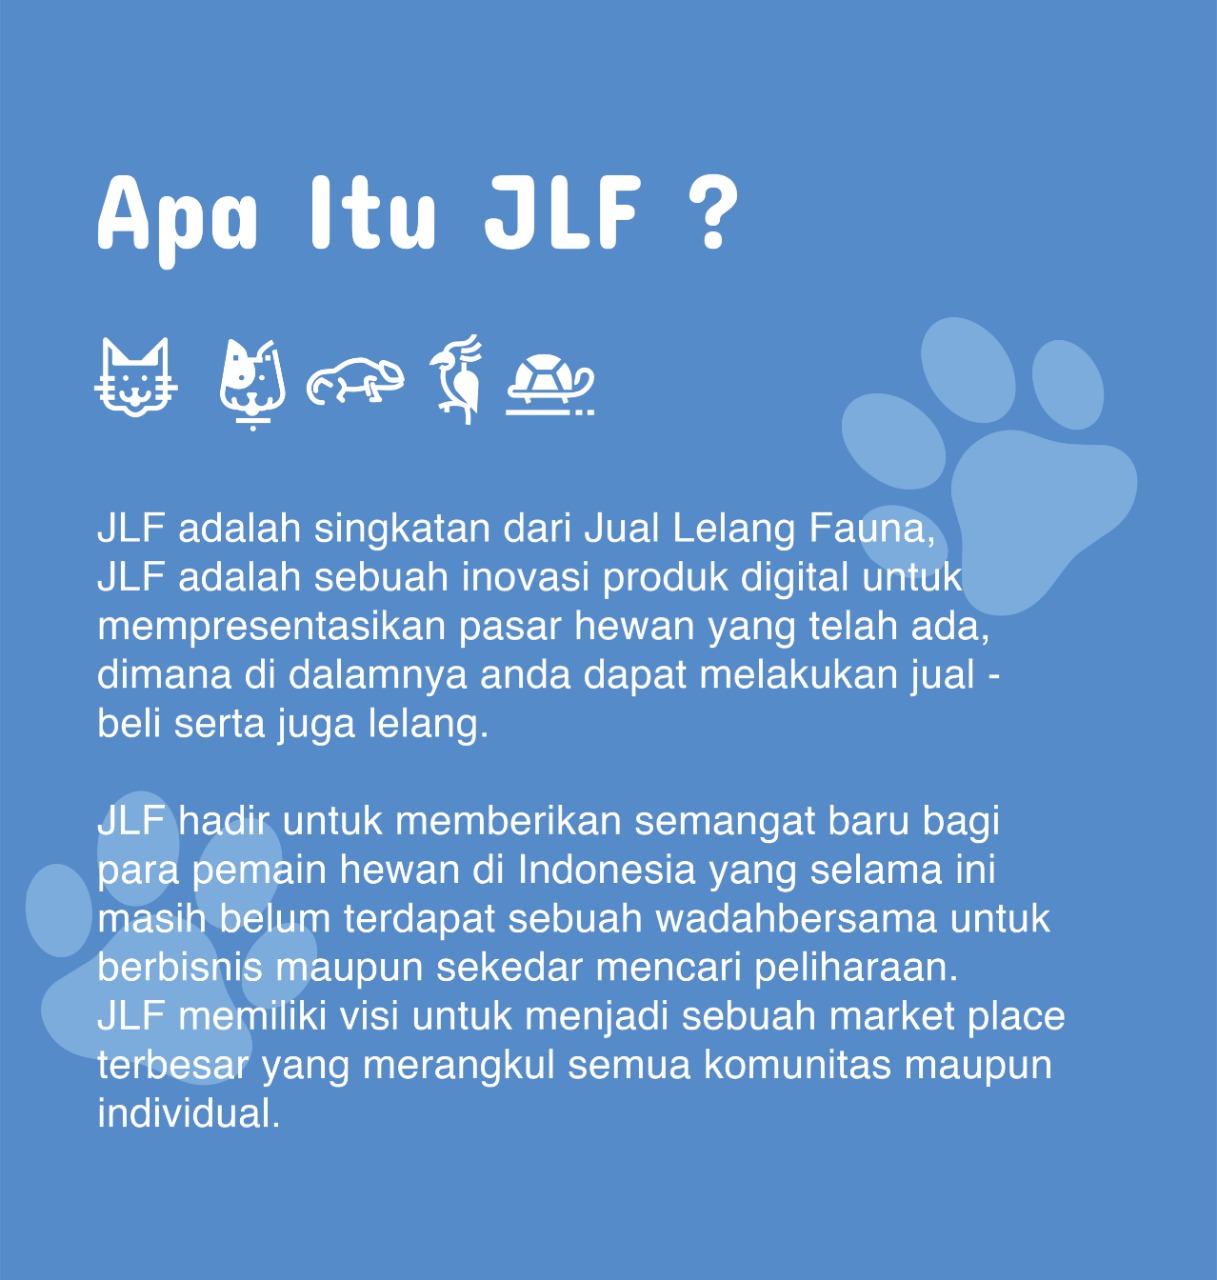 Apa Itu JLF ?
JLF adalah singkatan dari Jual Lelang Fauna,
JLF adalah sebuah inovasi produk digital untuk
mempresentasikan pasar hewan yang telah ada,
dimana di dalamnya anda dapat melakukan jual -
beli serta juga lelang.
JLF hadir untuk memberikan semangat baru bagi
para pemain hewan di Indonesia yang selama ini
masih belum terdapat sebuah wadahbersama untuk
berbisnis maupun sekedar mencari peliharaan.
JLF memiliki visi untuk menjadi sebuah market place
terbesar yang merangkul semua komunitas maupun
individual.